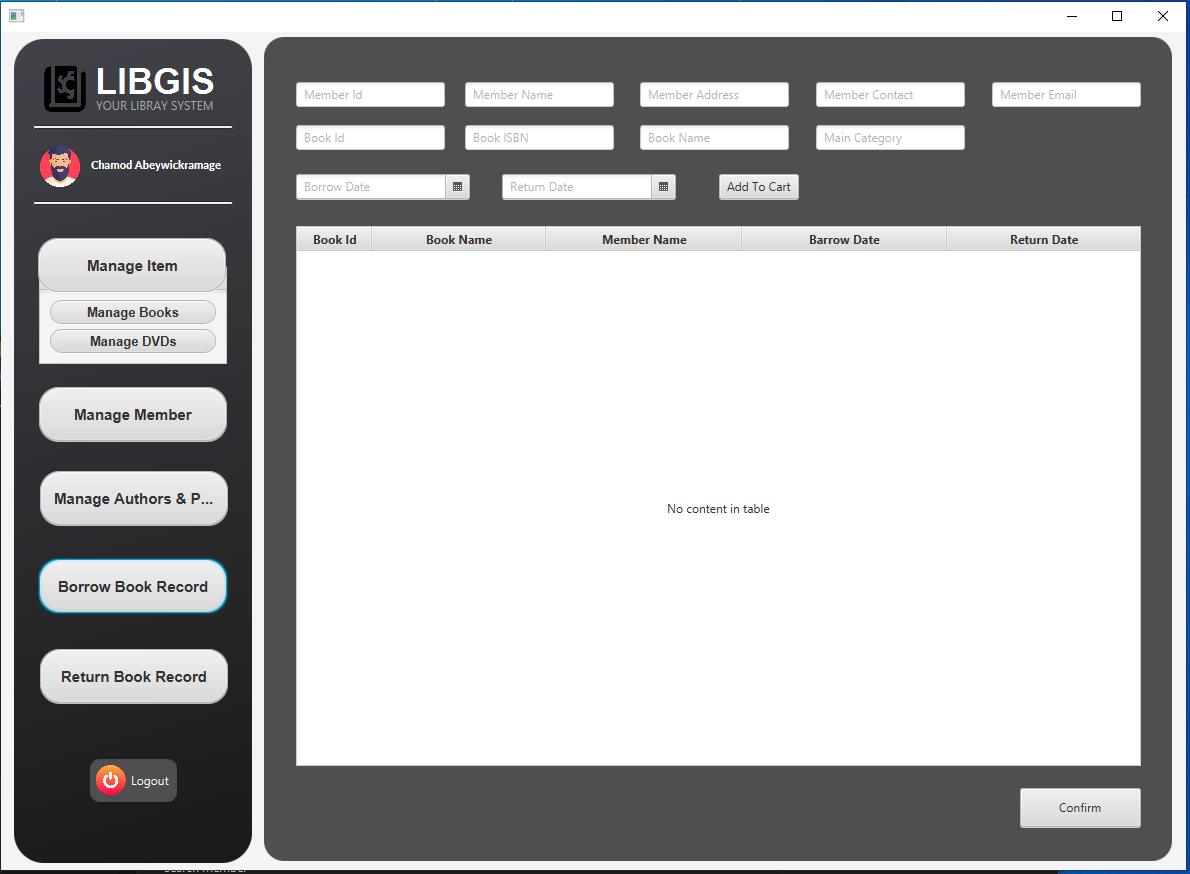 LIBGIS
YOUR LIBRAY SYSTEM
Chamod Abeywickramage
Manage Item
Manage Books
Manage DVDs
Manage Member
Manage Authors & P...
Borrow Book Record
Return Book Record
Logout
Member Id Member Name Member Address Member Contact Member Email
Book Id Book ISBN Book Name Main Category
Borrow Date Return Date Add To Cart
Book Id Book Name Member Name Barrow Date Return Date
No content in table
Confirm